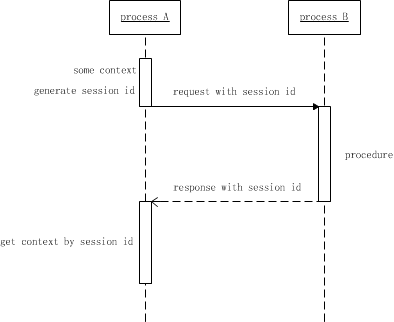 process A
process B
some context
generate session id
request with session id
procedure
response with session id
get context by session id